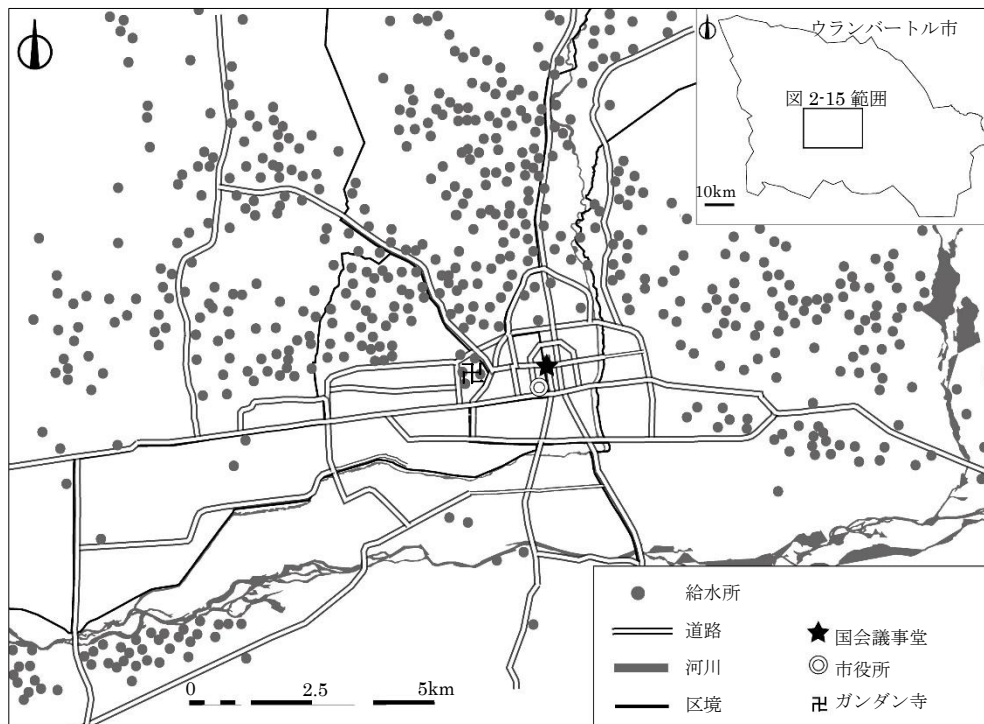 ウランバートル市
図 2-15 範囲
10km
給水所
道路
国会議事堂
河川
市役所
区境
ガンダン寺
0 2.5 5km